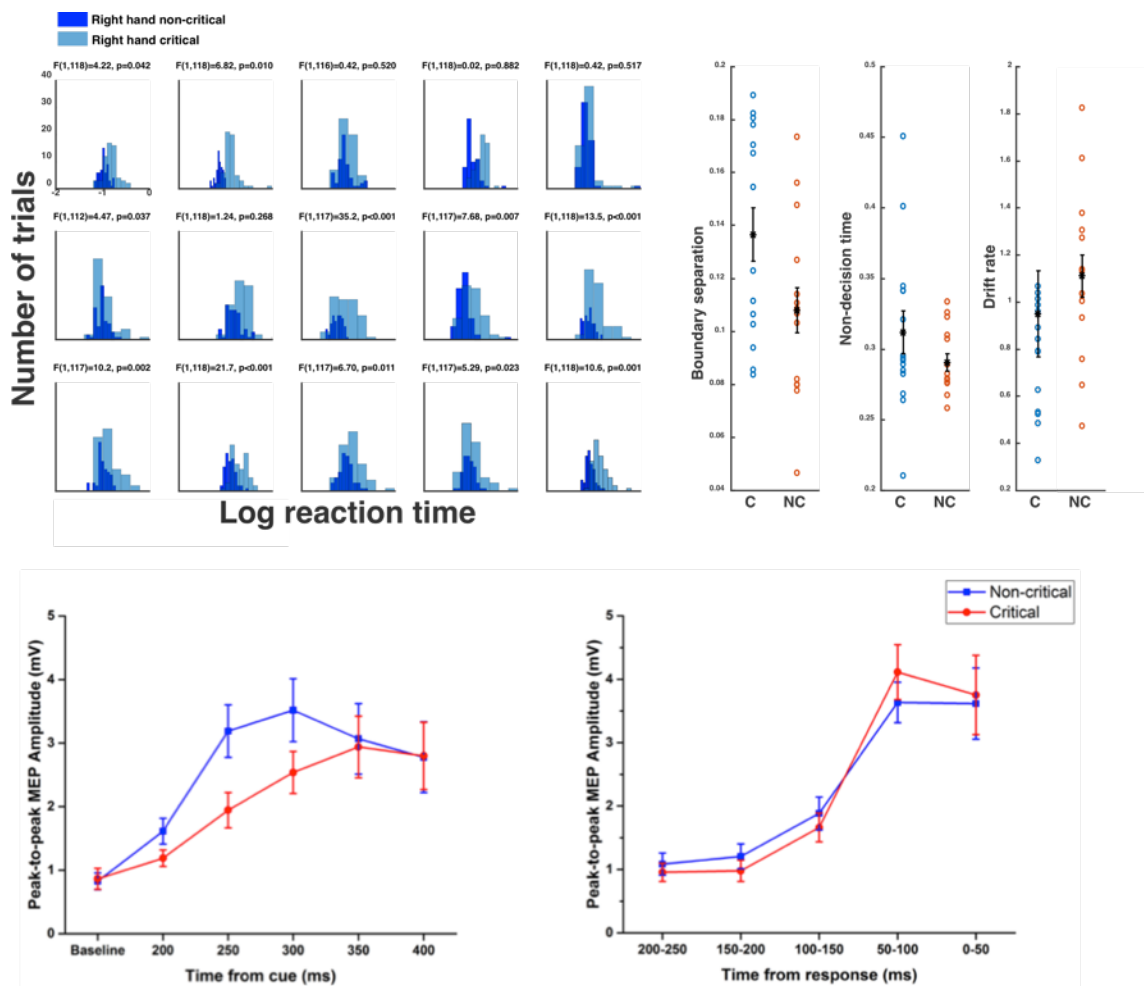 Right hand non-critical
Right hand critical
F(1,118)=4.22, p=0.042 F(1,118)=6.82, p=0.010 F(1,116)=0.42, p=0.520 F(1,118)=0.02, p=0.882 F(1,118)=0.42, p=0.517
40
30
20
10
0
-2 -1 0
F(1,112)=4.47, p=0.037 F(1,118)=1.24, p=0.268 F(1,117)=35.2, p<0.001 F(1,117)=7.68, p=0.007 F(1,118)=13.5, p<0.001
F(1,117)=10.2, p=0.002 F(1,118)=21.7, p<0.001 F(1,117)=6.70, p=0.011 F(1,117)=5.29, p=0.023 F(1,118)=10.6, p=0.001
Number of trials
Log reaction time
Boundary separation
0.2
0.18
0.16
0.14
0.12
0.1
0.08
0.06
0.04
C NC
Non-decision time
0.5
0.45
0.4
0.35
0.3
0.25
0.2
C NC
Drift rate
2
1.8
1.6
1.4
1.2
1
0.8
0.6
0.4
0.2
C NC
Peak-to-peak MEP Amplitude (mV)
5
4
3
2
1
0
Baseline 200 250 300 350 400
Time from cue (ms)
Non-critical
Critical
Peak-to-peak MEP Amplitude (mV)
5
4
3
2
1
0
200-250 150-200 100-150 50-100 0-50
Time from response (ms)